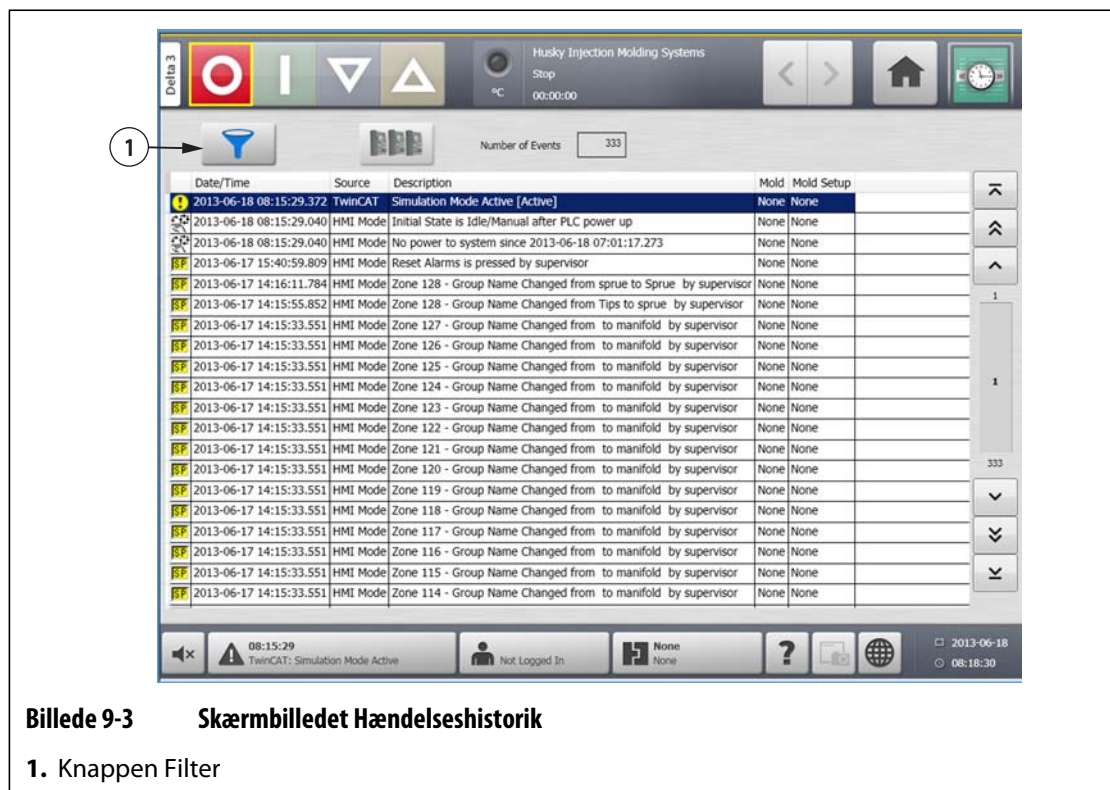 Delta 3
Husky Injection Molding Systems
Stop
°C 00:00:00
1
Number of Events 333
Date/Time Source Description Mold Mold Setup
2013-06-18 08:15:29.372 TwinCAT Simulation Mode Active [Active] None None
2013-06-18 08:15:29.040 HMI Mode Initial State is Idle/Manual after PLC power up None None
2013-06-18 08:15:29.040 HMI Mode No power to system since 2013-06-18 07:01:17.273 None None
SP 2013-06-17 15:40:59.809 HMI Mode Reset Alarms is pressed by supervisor None None
SP 2013-06-17 14:16:11.784 HMI Mode Zone 128 - Group Name Changed from sprue to Sprue by supervisor None None
SP 2013-06-17 14:15:55.852 HMI Mode Zone 128 - Group Name Changed from Tips to sprue by supervisor None None
SP 2013-06-17 14:15:33.551 HMI Mode Zone 127 - Group Name Changed from to manifold by supervisor None None
SP 2013-06-17 14:15:33.551 HMI Mode Zone 126 - Group Name Changed from to manifold by supervisor None None
SP 2013-06-17 14:15:33.551 HMI Mode Zone 125 - Group Name Changed from to manifold by supervisor None None
SP 2013-06-17 14:15:33.551 HMI Mode Zone 124 - Group Name Changed from to manifold by supervisor None None
SP 2013-06-17 14:15:33.551 HMI Mode Zone 123 - Group Name Changed from to manifold by supervisor None None
SP 2013-06-17 14:15:33.551 HMI Mode Zone 122 - Group Name Changed from to manifold by supervisor None None
SP 2013-06-17 14:15:33.551 HMI Mode Zone 121 - Group Name Changed from to manifold by supervisor None None
SP 2013-06-17 14:15:33.551 HMI Mode Zone 120 - Group Name Changed from to manifold by supervisor None None
SP 2013-06-17 14:15:33.551 HMI Mode Zone 119 - Group Name Changed from to manifold by supervisor None None
SP 2013-06-17 14:15:33.551 HMI Mode Zone 118 - Group Name Changed from to manifold by supervisor None None
SP 2013-06-17 14:15:33.551 HMI Mode Zone 117 - Group Name Changed from to manifold by supervisor None None
SP 2013-06-17 14:15:33.551 HMI Mode Zone 116 - Group Name Changed from to manifold by supervisor None None
SP 2013-06-17 14:15:33.551 HMI Mode Zone 115 - Group Name Changed from to manifold by supervisor None None
SP 2013-06-17 14:15:33.551 HMI Mode Zone 114 - Group Name Changed from to manifold by supervisor None None
1
1
333
08:15:29
TwinCAT: Simulation Mode Active
Not Logged In
None
None
?
2013-06-18
08:18:30
Billede 9-3 Skærmbilledet Hændelseshistorik
1. Knappen Filter